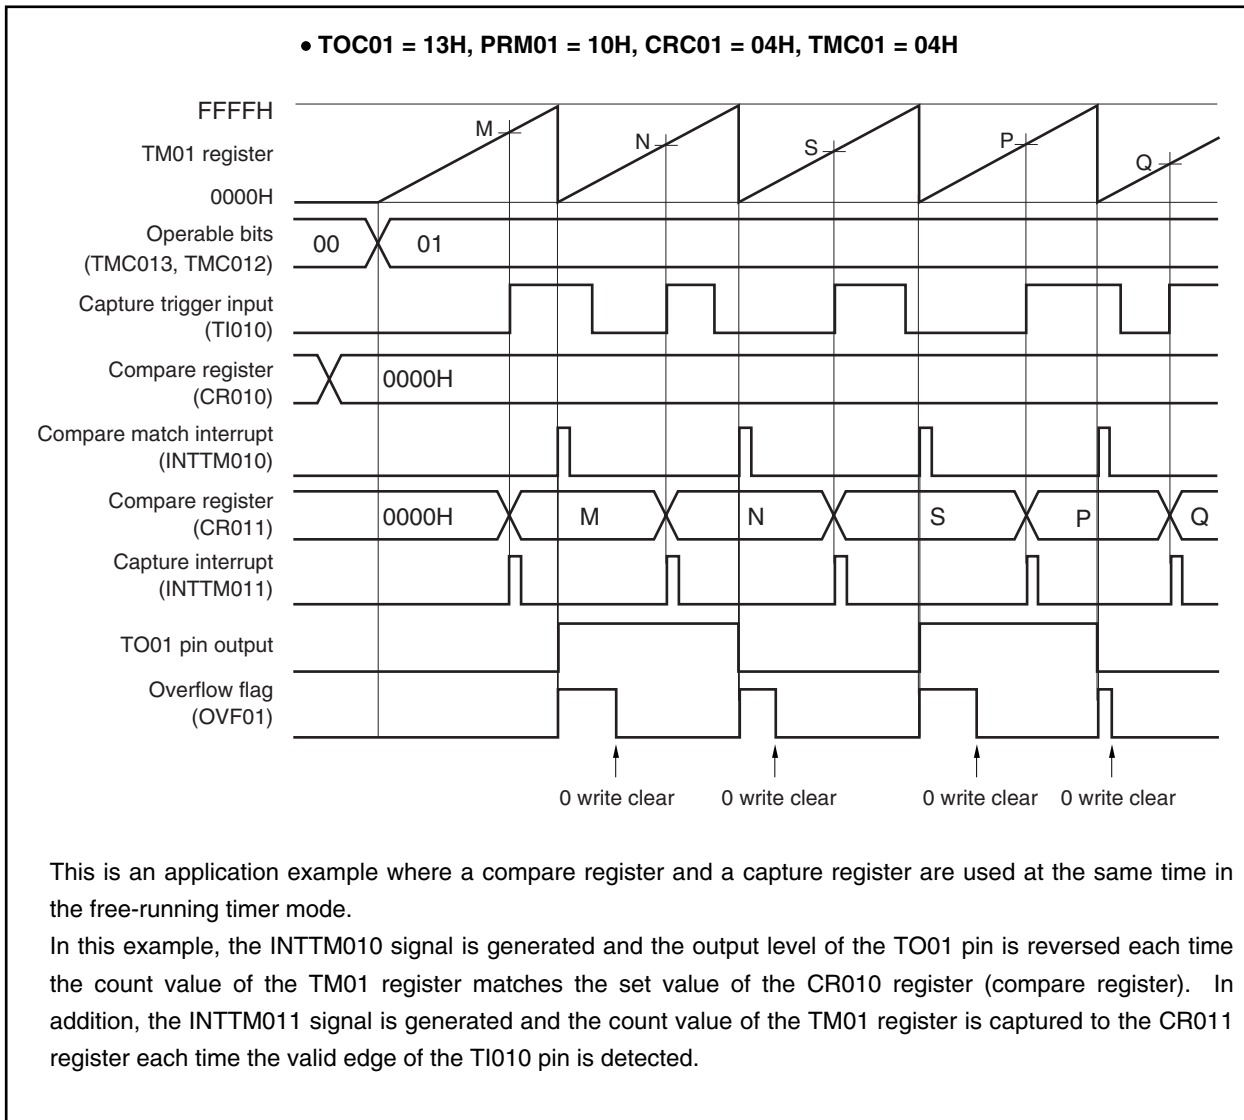 • TOC01 = 13H, PRM01 = 10H, CRC01 = 04H, TMC01 = 04H
FFFFH
M
N
S
P
Q
TM01 register
0000H
Operable bits
(TMC013, TMC012)
00
01
Capture trigger input
(TI010)
Compare register
(CR010)
0000H
Compare match interrupt
(INTTM010)
Compare register
(CR011)
0000H
M
N
S
P
Q
Capture interrupt
(INTTM011)
TO01 pin output
Overflow flag
(OVF01)
0 write clear
0 write clear
0 write clear
0 write clear
This is an application example where a compare register and a capture register are used at the same time in
the free-running timer mode.
In this example, the INTTM010 signal is generated and the output level of the TO01 pin is reversed each time
the count value of the TM01 register matches the set value of the CR010 register (compare register). In
addition, the INTTM011 signal is generated and the count value of the TM01 register is captured to the CR011
register each time the valid edge of the TI010 pin is detected.